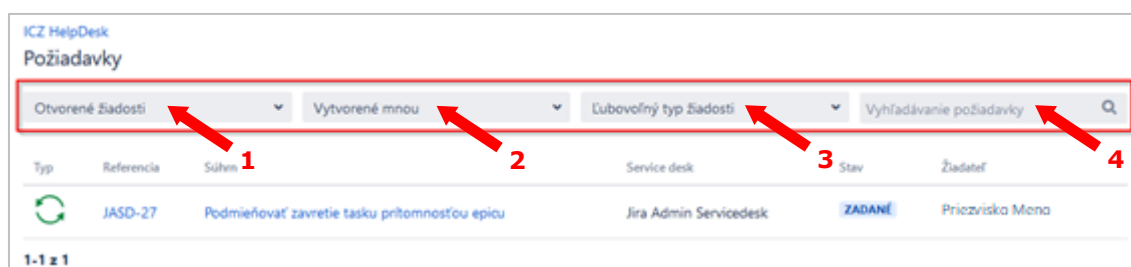 ICZ HelpDesk
Požiadavky
Otvorené žiadosti Vytvorené mnou Ľubovoľný typ žiadosti Vyhľadávanie požiadavky
1 2 3 4
Typ Referencia Súhrn Service desk Stav Žiadateľ
JASD-27 Podmieňovať zavretie tasku prítomnosťou epicu Jira Admin Servicedesk ZADANÉ Priezvisko Meno
1-1 z 1